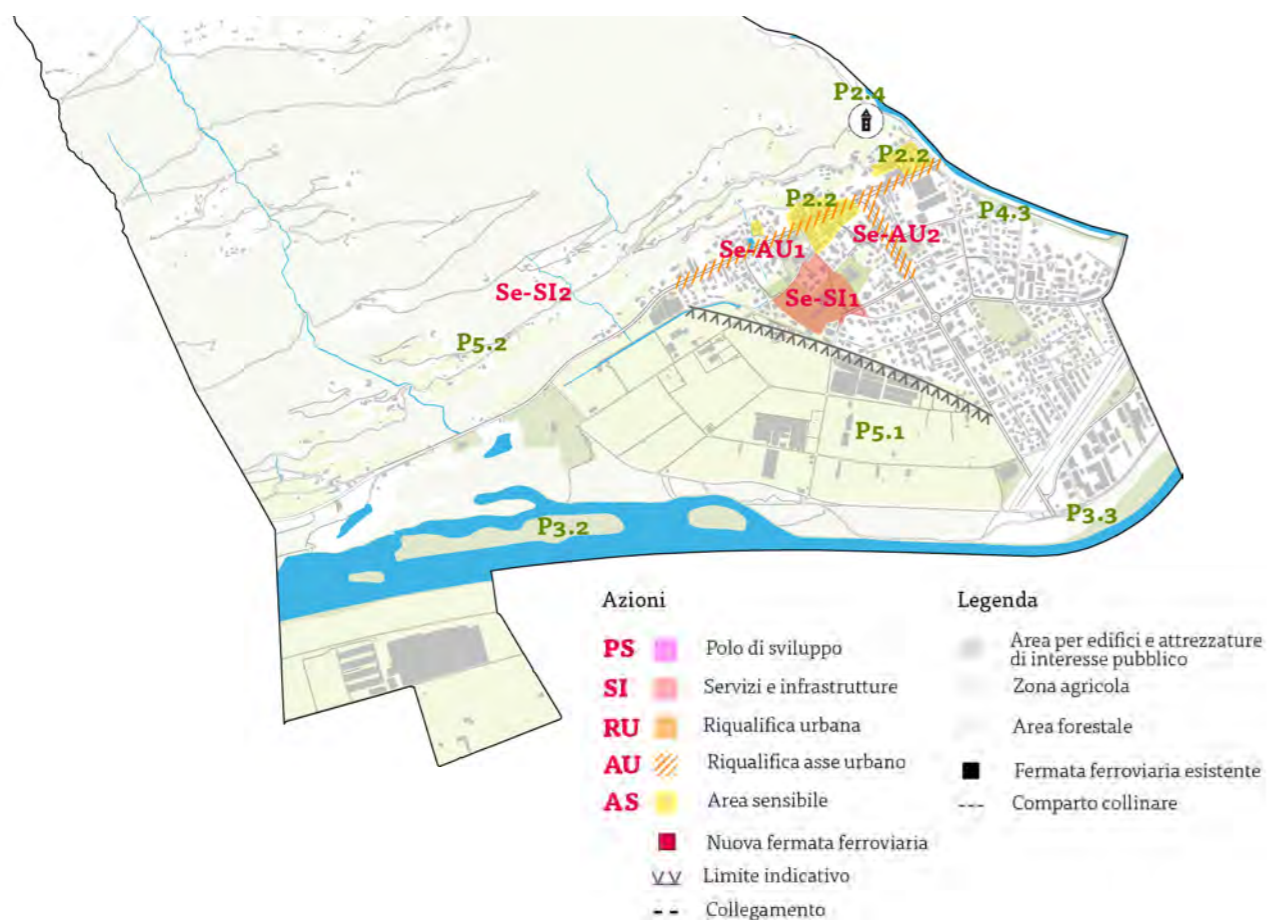 P2.4
P2.2
P2.2
P4.3
Se-AU1
Se-AU2
Se-SI2
Se-SI1
P5.2
P5.1
P3.2
P3.3
Azioni
PS Polo di sviluppo
SI Servizi e infrastrutture
RU Riqualifica urbana
AU Riqualifica asse urbano
AS Area sensibile
Nuova fermata ferroviaria
Limite indicativo
Collegamento
Legenda
Area per edifici e attrezzature
di interesse pubblico
Zona agricola
Area forestale
Fermata ferroviaria esistente
Comparto collinare